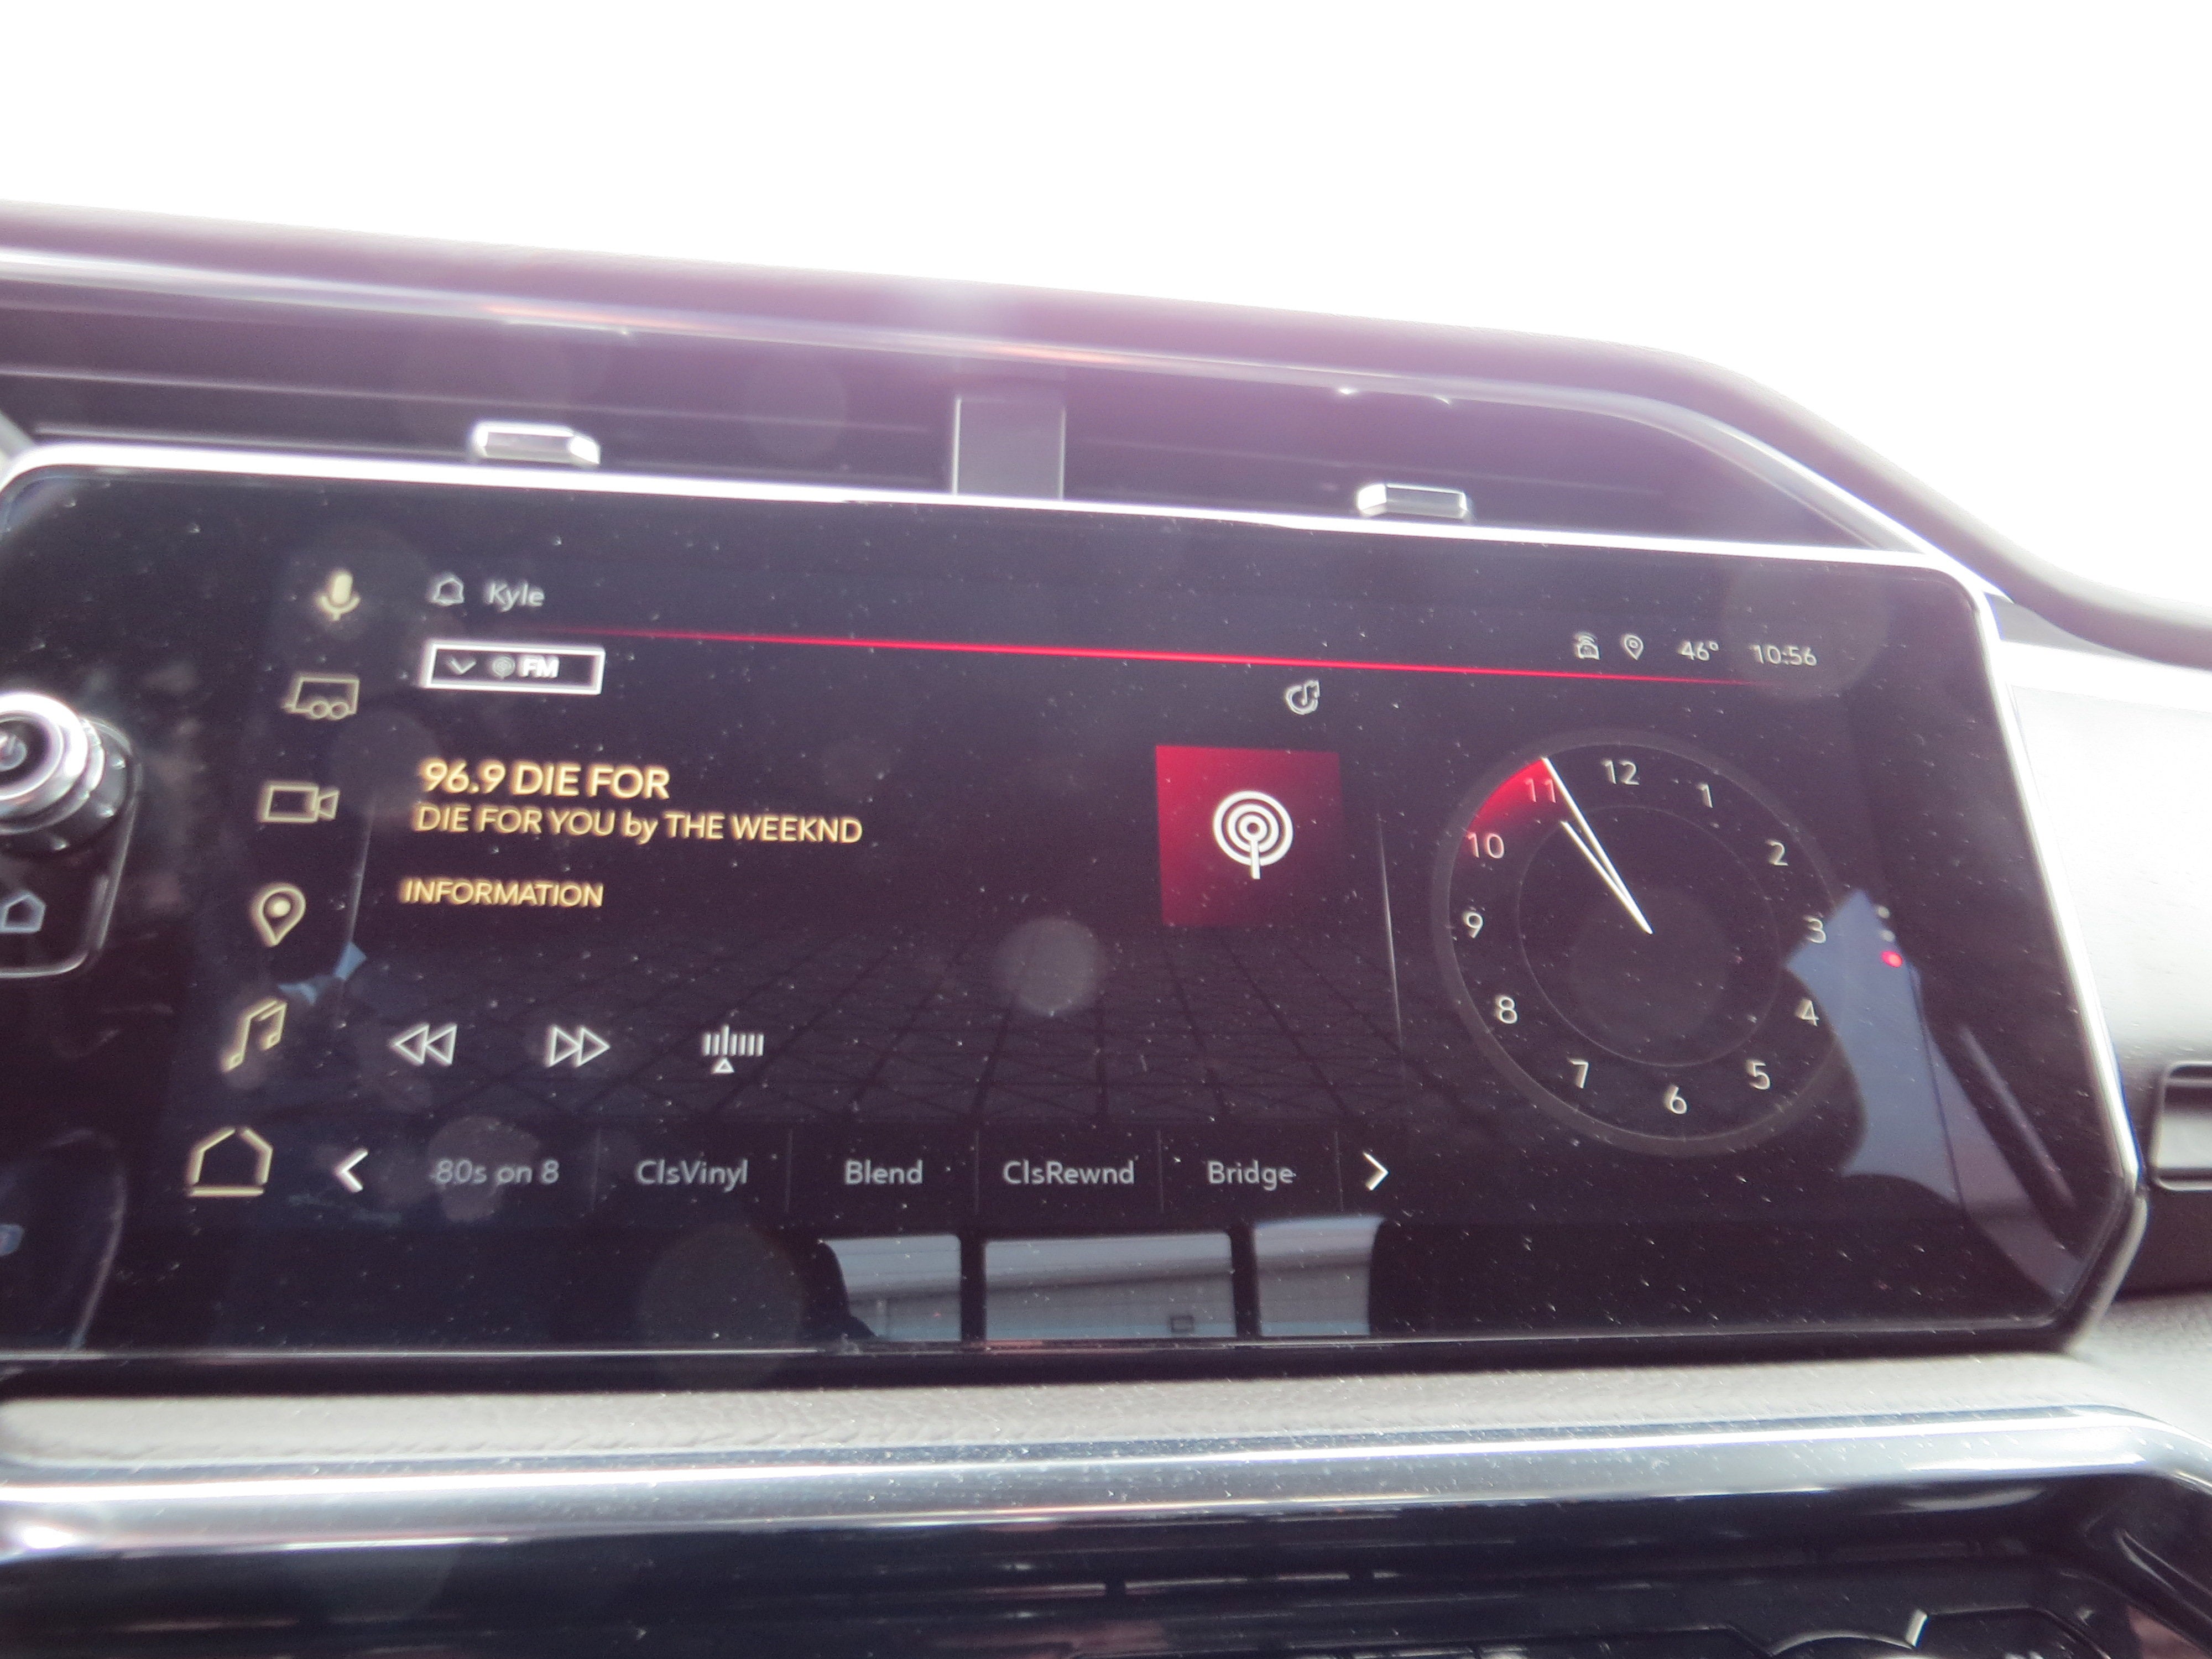 Kyle
46° 10:56
FM
96.9 DIE FOR
DIE FOR YOU by THE WEEKND
INFORMATION
12
1
2
3
4
5
6
7
8
9
10
11
80s on 8 ClsVinyl Blend ClsRewnd Bridge